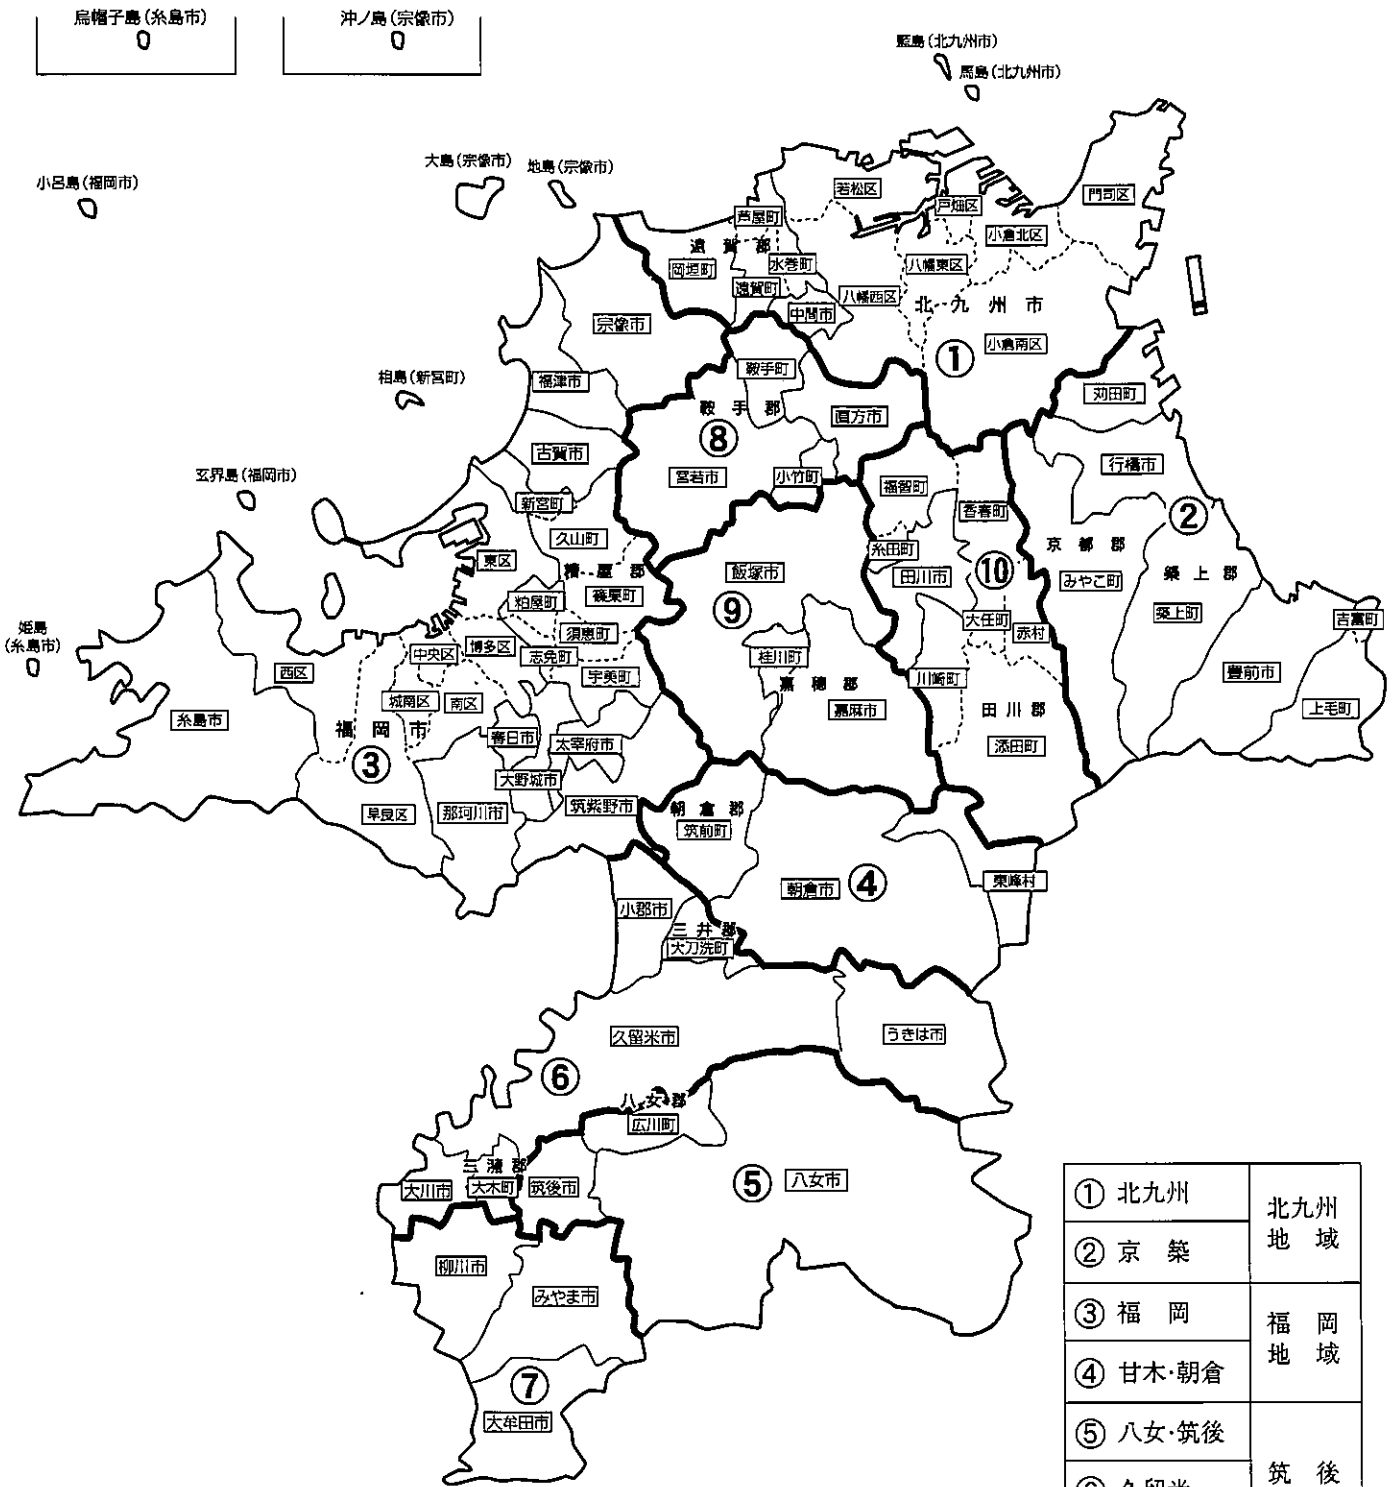 烏帽子島(糸島市)
沖ノ島(宗像市)
藍島(北九州市)
馬島(北九州市)
大島(宗像市)
地島(宗像市)
小呂島(福岡市)
若松区
門司区
戸畑区
芦屋町
小倉北区
遠賀郡
岡垣町
水巻町
八幡東区
遠賀町
八幡西区
北九州市
中間市
宗像市
小倉南区
①
鞍手町
相島(新宮町)
福津市
苅田町
鞍手郡
直方市
⑧
古賀市
行橋市
玄界島(福岡市)
宮若市
小竹町
福智町
新宮町
香春町
②
久山町
京都郡
糸田町
東区
飯塚市
田川市
⑩
糟屋郡
築上郡
みやこ町
篠栗町
粕屋町
⑨
築上町
大任町
吉富町
姫島
(糸島市)
須恵町
赤村
博多区
中央区
志免町
桂川町
西区
宇美町
川崎町
豊前市
嘉穂郡
城南区
南区
嘉麻市
田川郡
上毛町
糸島市
福岡市
春日市
太宰府市
添田町
③
大野城市
早良区
那珂川市
筑紫野市
朝倉郡
筑前町
朝倉市
④
東峰村
小郡市
三井郡
大刀洗町
久留米市
うきは市
⑥
八女郡
広川町
三潴郡
大川市
大木町
筑後市
⑤
八女市
柳川市
みやま市
⑦
大牟田市
① 北九州
北九州
地域
② 京築
③ 福岡
福岡
地域
④ 甘木・朝倉
⑤ 八女・筑後
筑後